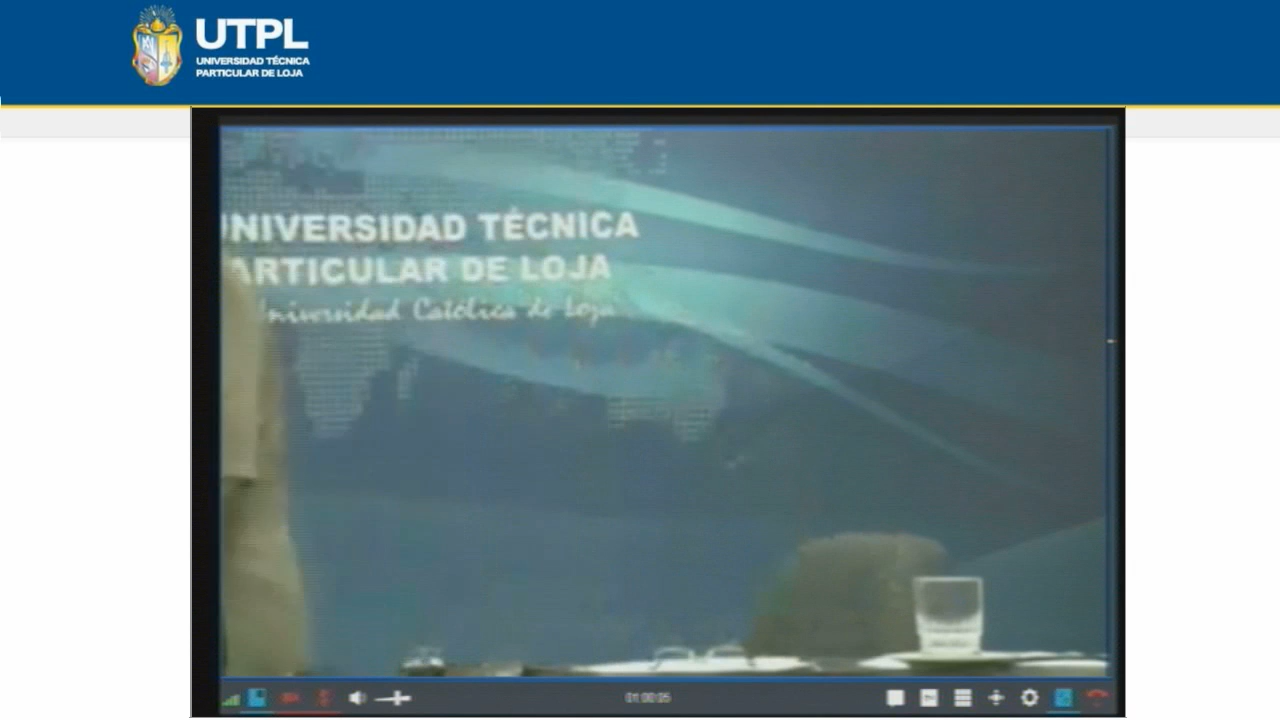 UTPL
UNIVERSIDAD TÉCNICA
PARTICULAR DE LOJA
UNIVERSIDAD TÉCNICA
ARTICULAR DE LOJA
niversidad Católica de Loja
01:00:05